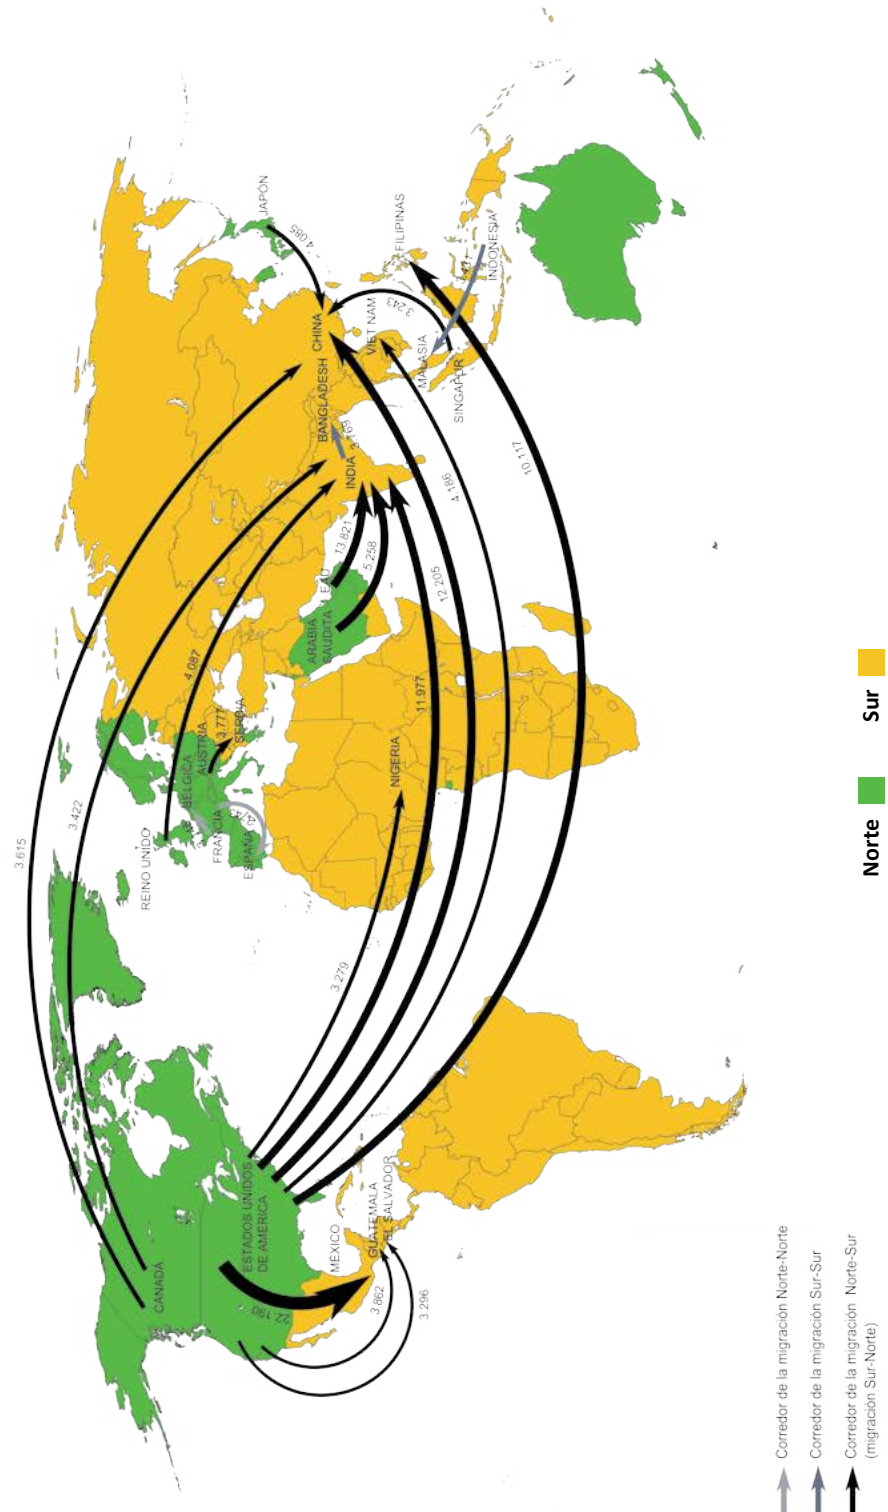 3.615
3.422
CANADÁ
REINO UNIDO
4.087
BELGICA
AUSTRIA
3.777
SERBIA
FRANCIA
ESPAÑA
JAPÓN
4.085
ESTADOS UNIDOS
DE AMÉRICA
22.190
MÉXICO
GUATEMALA
EL SALVADOR
3.862
3.296
3.279
NIGERIA
11.977
12.205
4.186
10.117
ARABIA
SAUDITA
EAU
13.821
5.258
INDIA
3.769
BANGLADESH
CHINA
VIET NAM
3.243
FILIPINAS
MALASIA
SINGAPUR
INDONESIA
Corredor de la migración Norte-Norte
Corredor de la migración Sur-Sur
Corredor de la migración Norte-Sur
(migración Sur-Norte)
Norte
Sur